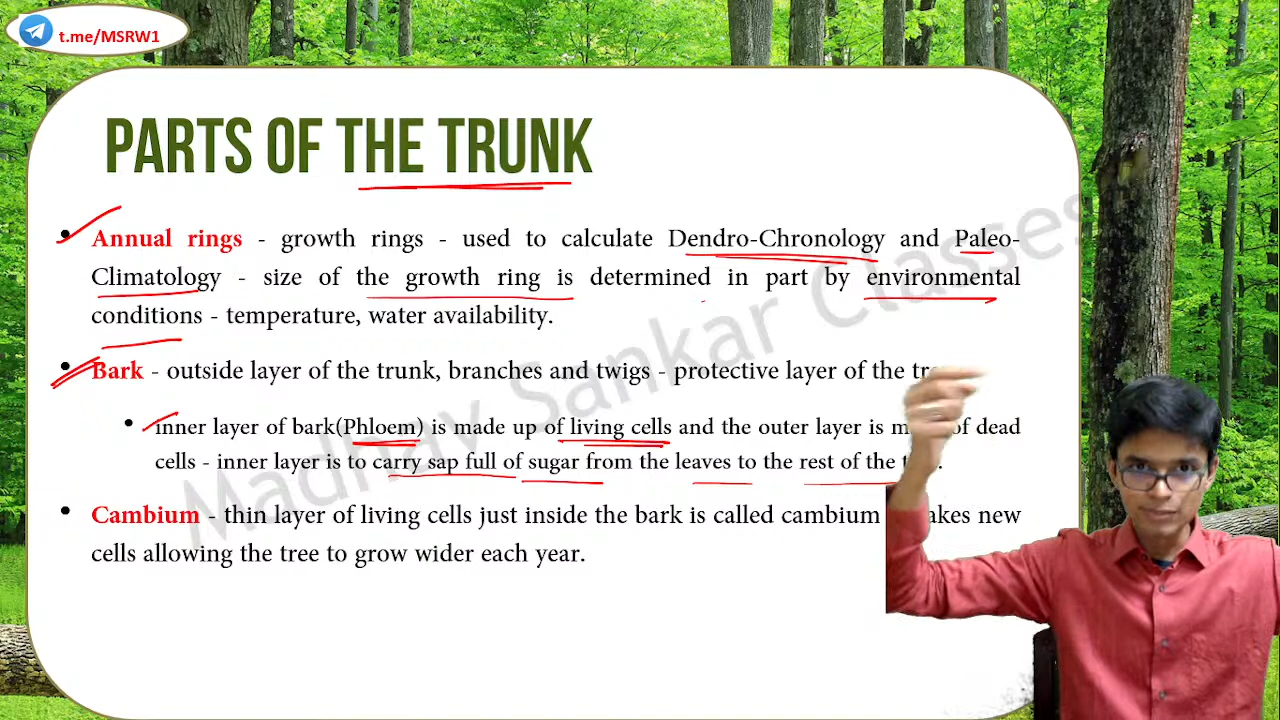 t.me/MSRW1
PARTS OF THE TRUNK
• Annual rings - growth rings - used to calculate Dendro-Chronology and Paleo-
Climatology - size of the growth ring is determined in part by environmental
conditions - temperature, water availability.
• Bark - outside layer of the trunk, branches and twigs - protective layer of the
• inner layer of bark(Phloem) is made up of living cells and the outer layer is of dead
cells - inner layer is to carry sap full of sugar from the leaves to the rest of the
• Cambium - thin layer of living cells just inside the bark is called cambium new
cells allowing the tree to grow wider each year.
Madhav Sankar Classes